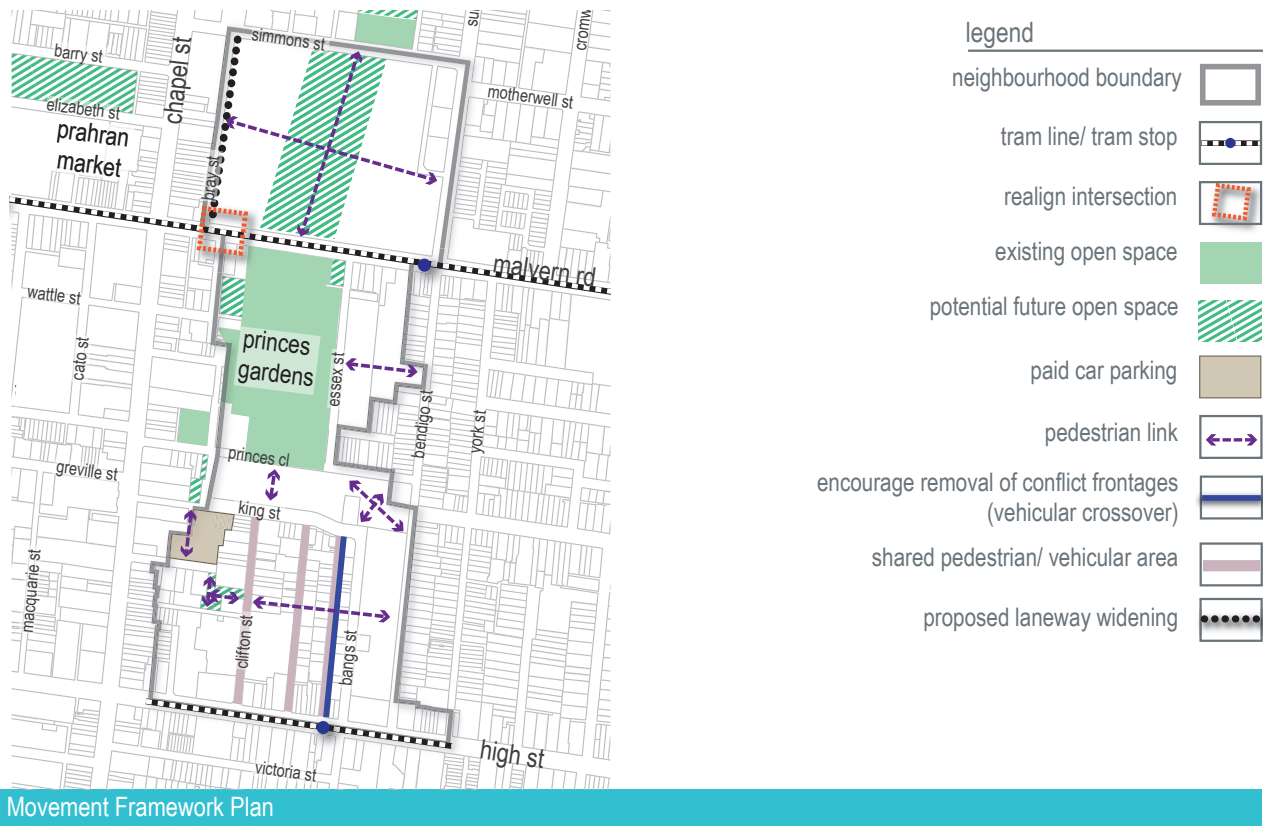 simmons st
barry st
chapel st
su
cromw
motherwell st
elizabeth st
prahran
market
bray st
malvern rd
wattle st
cato st
princes
gardens
essex st
bendigo st
york st
greville st
princes cl
king st
macquarie st
clifton st
bangs st
high st
victoria st
legend
neighbourhood boundary
tram line/ tram stop
realign intersection
existing open space
potential future open space
paid car parking
pedestrian link
encourage removal of conflict frontages
(vehicular crossover)
shared pedestrian/ vehicular area
proposed laneway widening
Movement Framework Plan